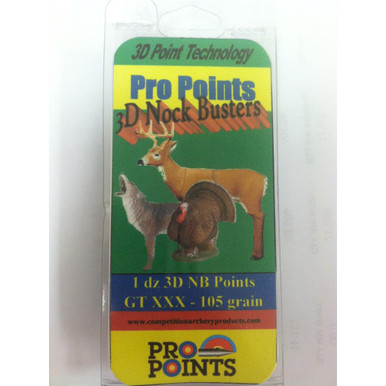 3D Point Technology
Pro Points
3D Nock Busters
1 dz 3D NB Points
GT XXX - 105 grain
www.competitionarcheryproducts.com
PRO
POINTS